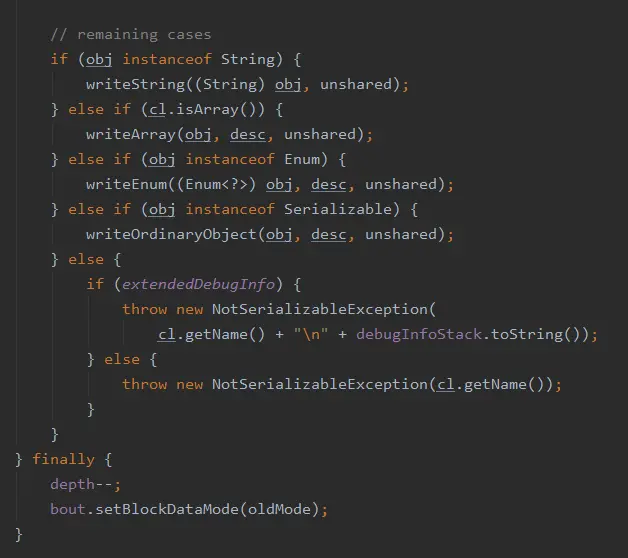 // remaining cases
if (obj instanceof String) {
writeString((String) obj, unshared);
} else if (cl.isArray()) {
writeArray(obj, desc, unshared);
} else if (obj instanceof Enum) {
writeEnum((Enum<?>) obj, desc, unshared);
} else if (obj instanceof Serializable) {
writeOrdinaryObject(obj, desc, unshared);
} else {
if (extendedDebugInfo) {
throw new NotSerializableException(
cl.getName() + "\n" + debugInfoStack.toString());
} else {
throw new NotSerializableException(cl.getName());
}
}
} finally {
depth--;
bout.setBlockDataMode(oldMode);
}